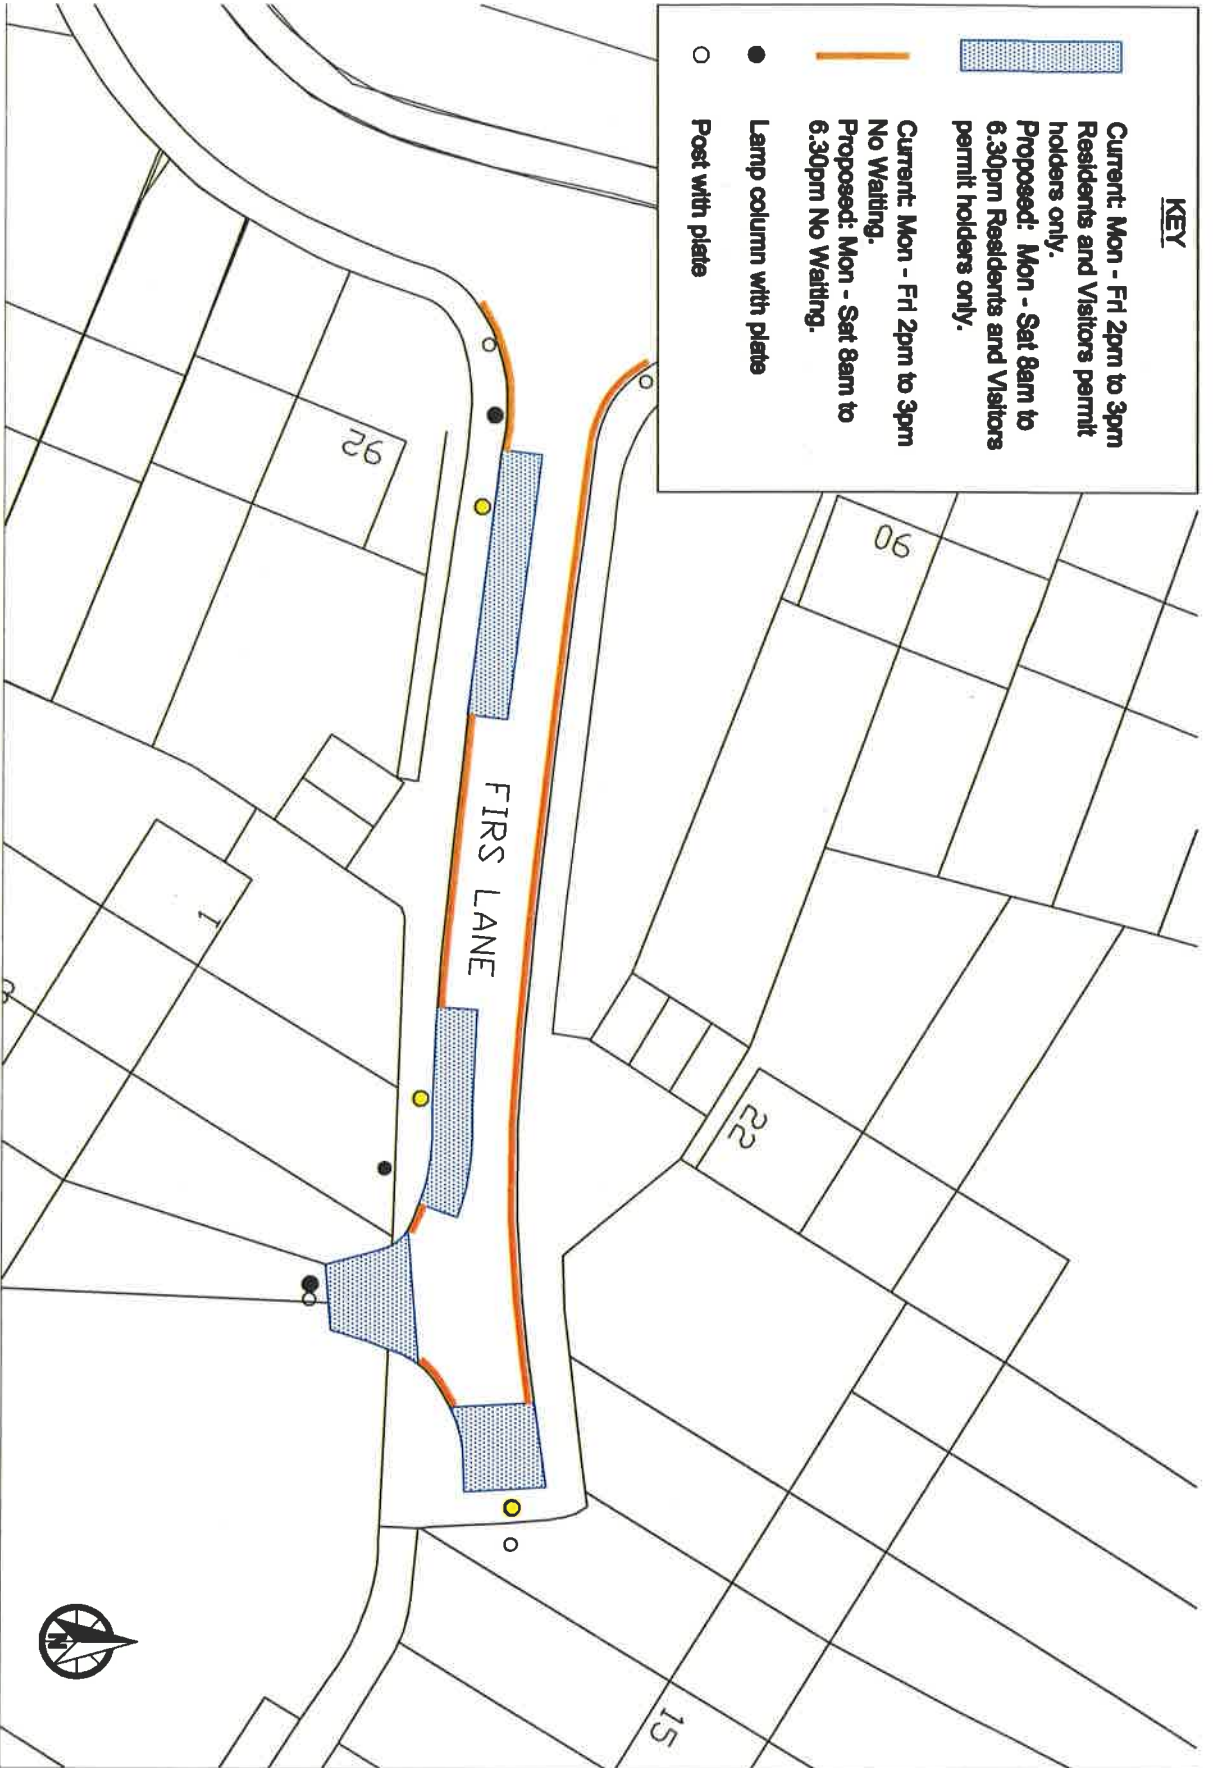 KEY
Current: Mon - Fri 2pm to 3pm
Residents and Visitors permit
holders only.
Proposed: Mon - Sat 8am to
6.30pm Residents and Visitors
permit holders only.
Current: Mon - Fri 2pm to 3pm
No Waiting.
Proposed: Mon - Sat 8am to
6.30pm No Waiting.
Lamp column with plate
Post with plate
90
92
22
FIRS LANE
1
15
N